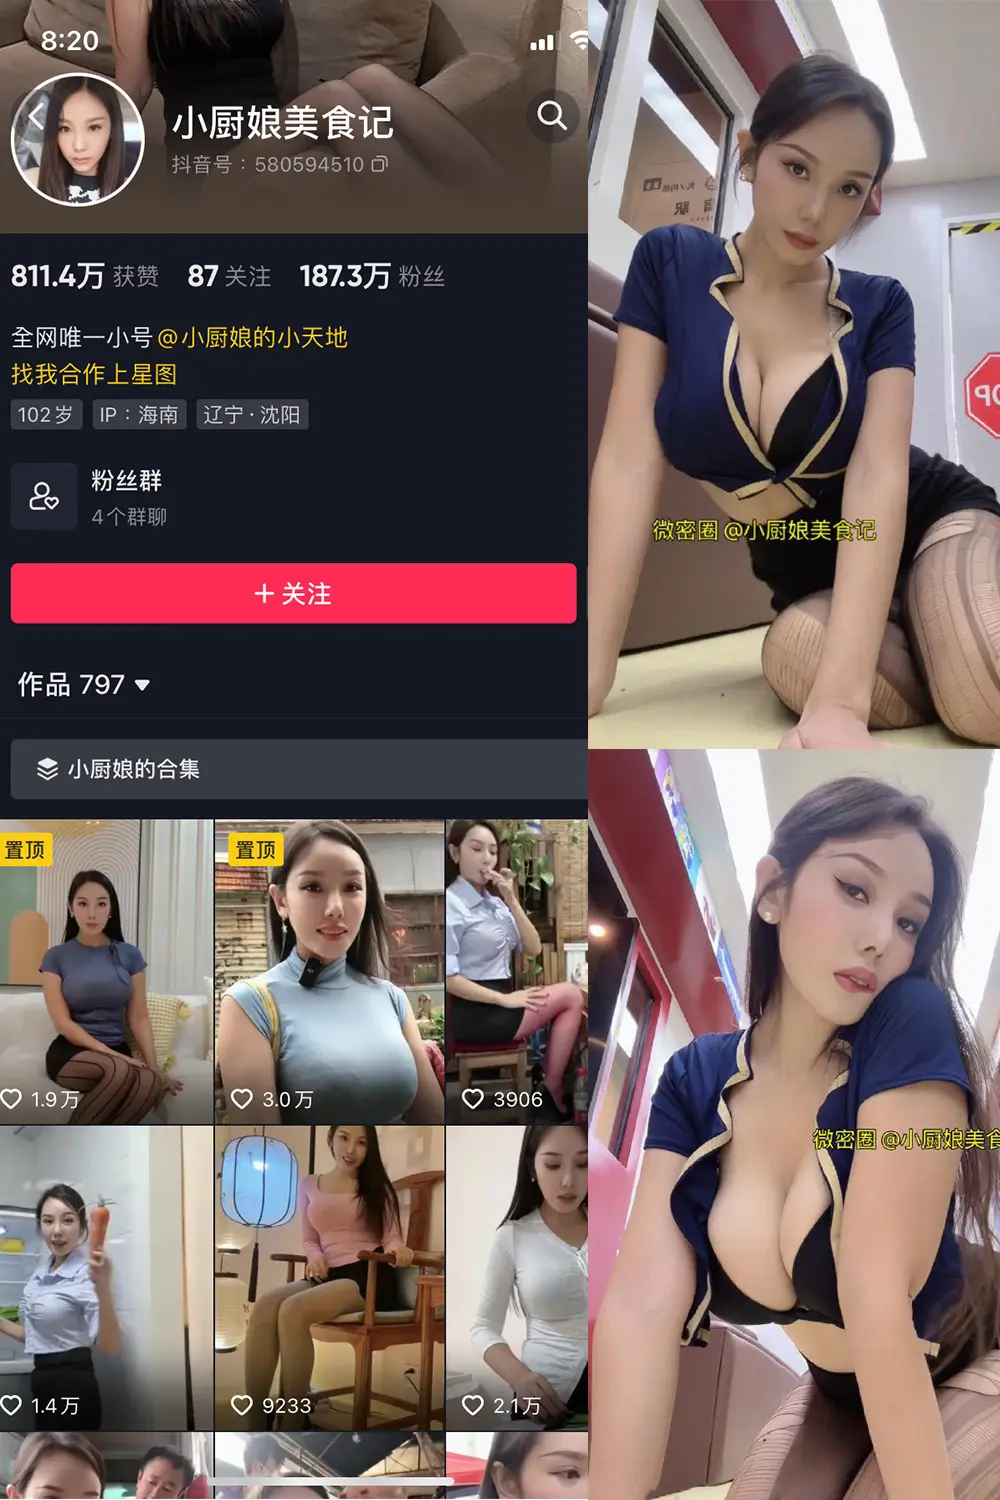 8:20
小厨娘美食记
抖音号：580594510
811.4万 获赞 87 关注 187.3万 粉丝
全网唯一小号@小厨娘的小天地
找我合作上星图
102岁 IP：海南 辽宁·沈阳
粉丝群
4个群聊
+ 关注
作品 797
小厨娘的合集
置顶
置顶
1.9万
3.0万
3906
1.4万
9233
2.1万
微密圈 @小厨娘美食记
微密圈 @小厨娘美食